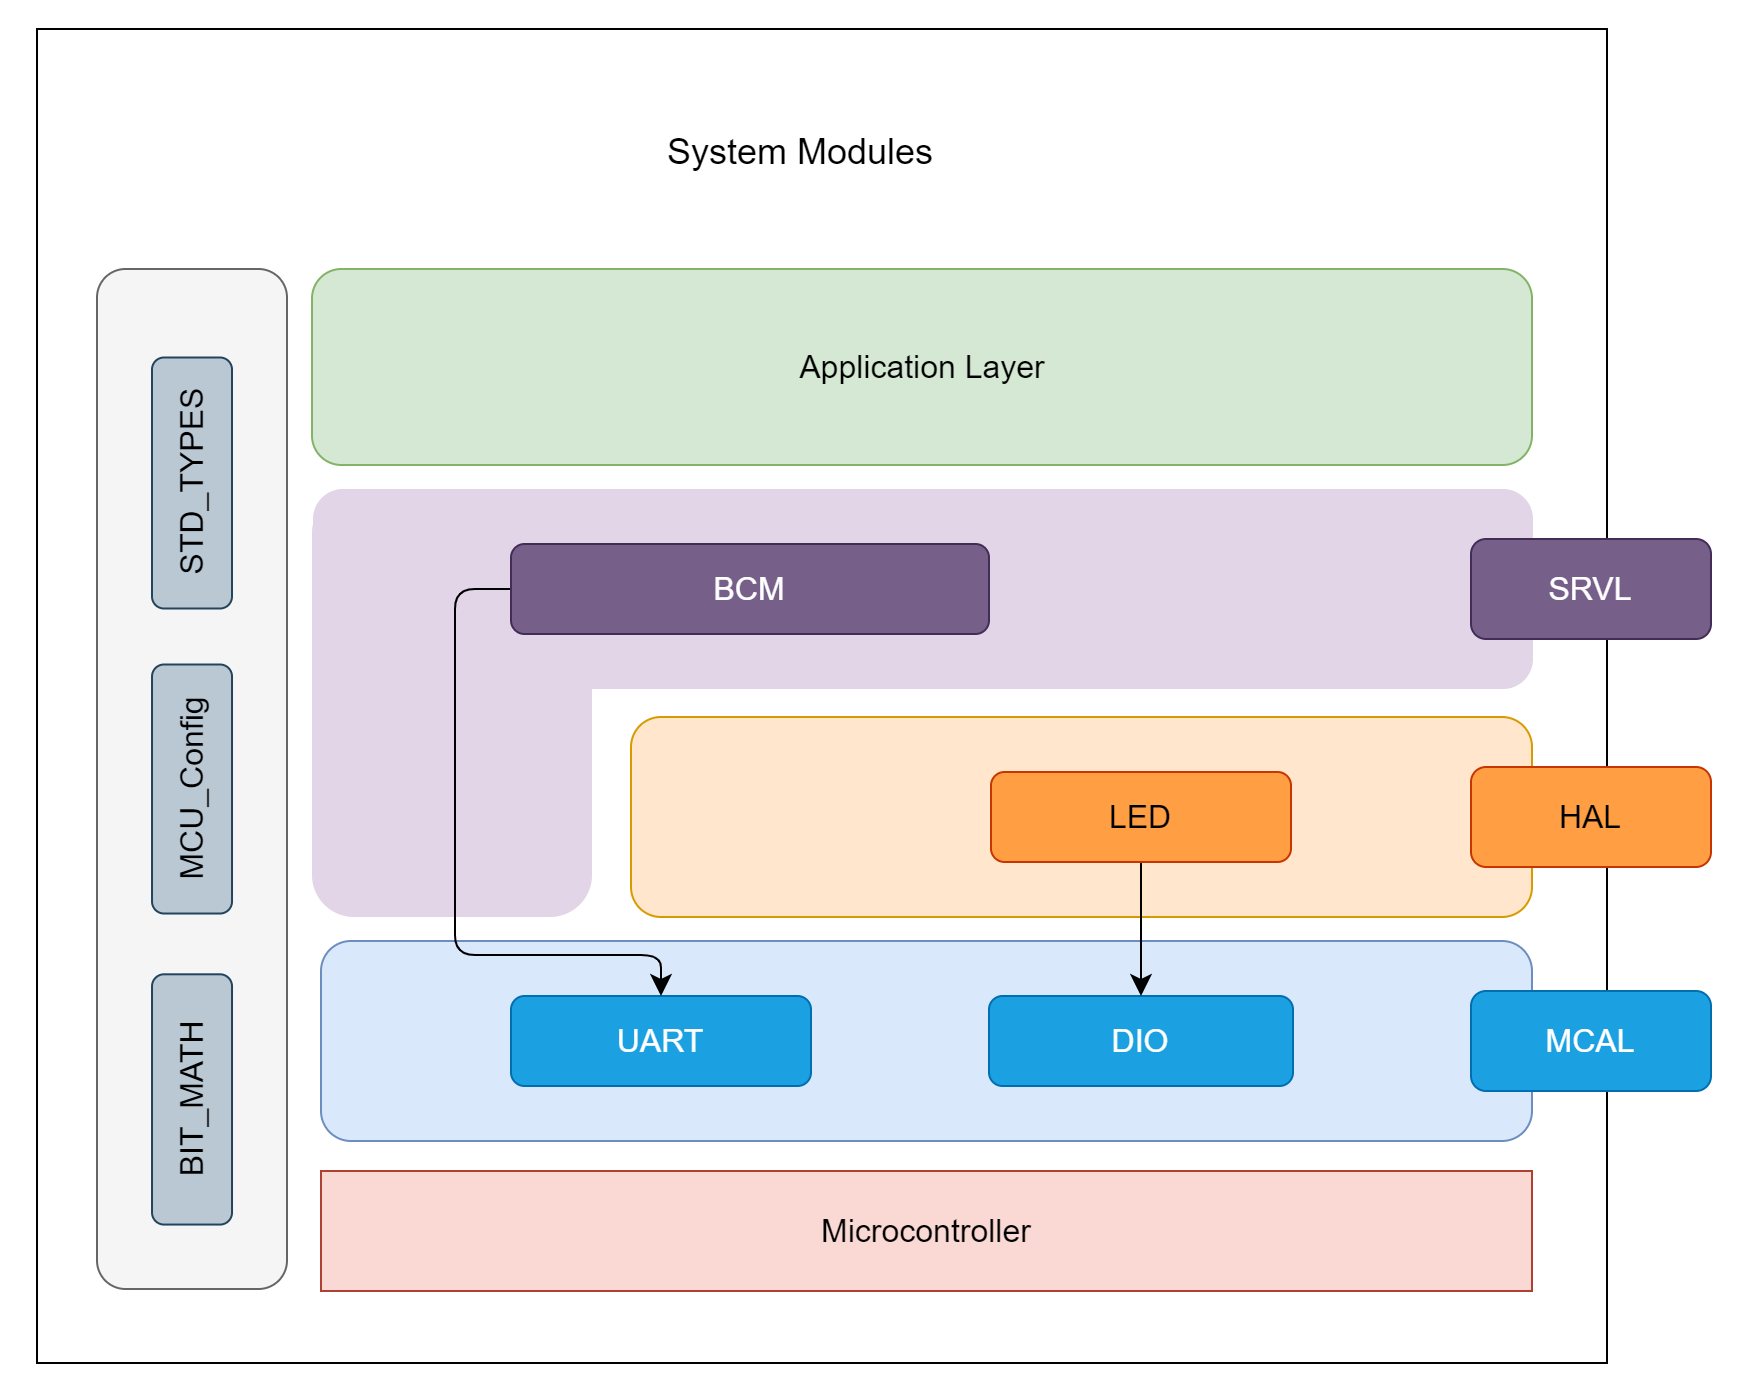 System Modules
Application Layer
STD_TYPES
MCU_Config
BIT_MATH
BCM
SRVL
LED
HAL
UART
DIO
MCAL
Microcontroller